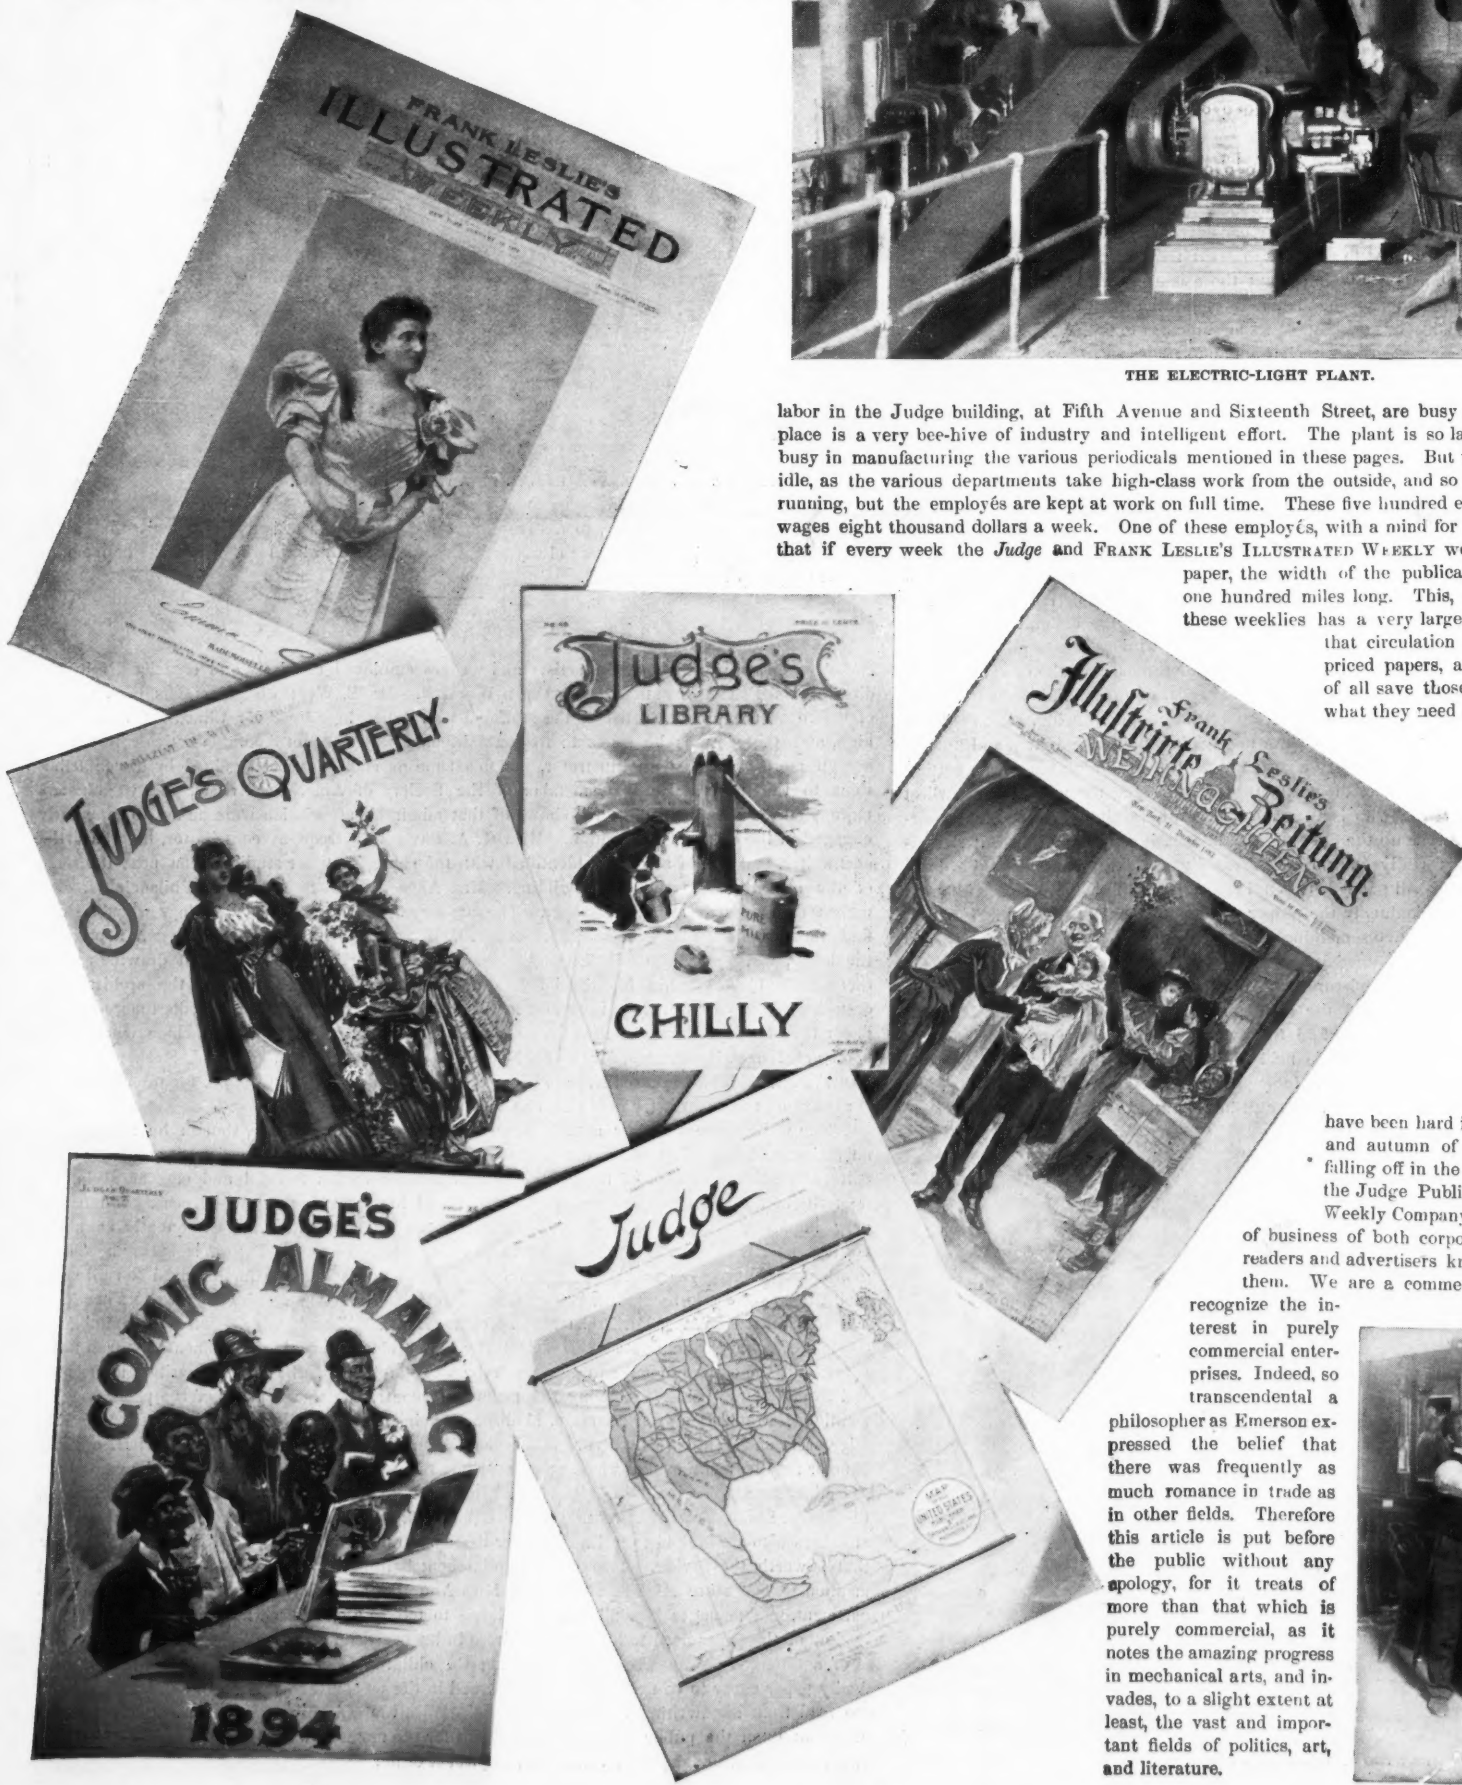 FRANK LESLIE'S
ILLUSTRATED
WEEKLY
JUDGE'S QUARTERLY.
PRICE 10 CENTS
Judge's
LIBRARY
PURE
MILK
CHILLY
Frank Leslie's
Illustrirte Zeitung.
WEIHNACHTEN
JUDGE'S QUARTERLY
JUDGE'S
COMIC ALMANAC
1894
Judge
MAP
UNITED STATES
THE ELECTRIC-LIGHT PLANT.
labor in the Judge building, at Fifth Avenue and Sixteenth Street, are busy
place is a very bee-hive of industry and intelligent effort. The plant is so la
busy in manufacturing the various periodicals mentioned in these pages. But
idle, as the various departments take high-class work from the outside, and so
running, but the employés are kept at work on full time. These five hundred e
wages eight thousand dollars a week. One of these employés, with a mind for
that if every week the Judge and FRANK LESLIE'S ILLUSTRATED WEEKLY we
paper, the width of the publica
one hundred miles long. This,
these weeklies has a very large
that circulation
priced papers, a
of all save those
what they need
have been hard
and autumn of
falling off in the
the Judge Publi
Weekly Company
of business of both corpo
readers and advertisers kn
them. We are a comme
recognize the in-
terest in purely
commercial enter-
prises. Indeed, so
transcendental a
philosopher as Emerson ex-
pressed the belief that
there was frequently as
much romance in trade as
in other fields. Therefore
this article is put before
the public without any
apology, for it treats of
more than that which is
purely commercial, as it
notes the amazing progress
in mechanical arts, and in-
vades, to a slight extent at
least, the vast and impor-
tant fields of politics, art,
and literature.